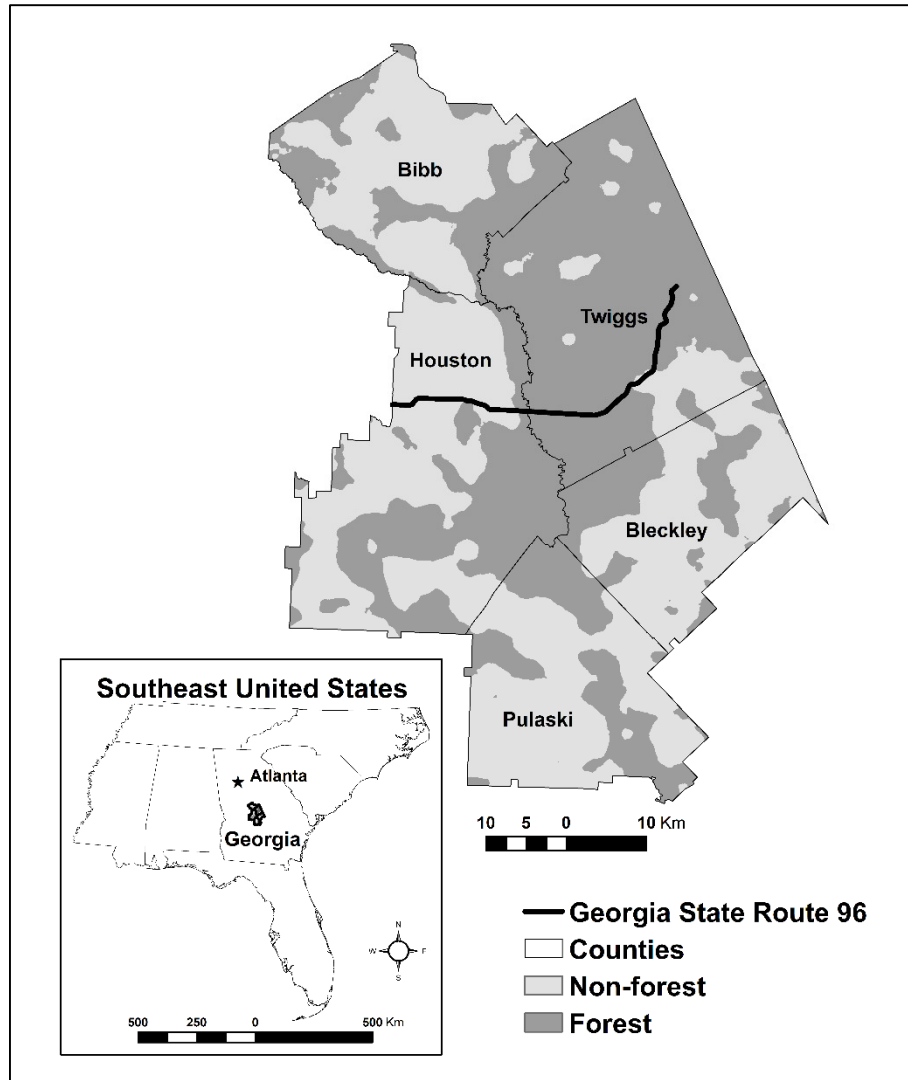 Bibb
Twiggs
Houston
Bleckley
Pulaski
10 5 0 10 Km
Southeast United States
Atlanta
Georgia
N
W E
S
500 250 0 500 Km
Georgia State Route 96
Counties
Non-forest
Forest